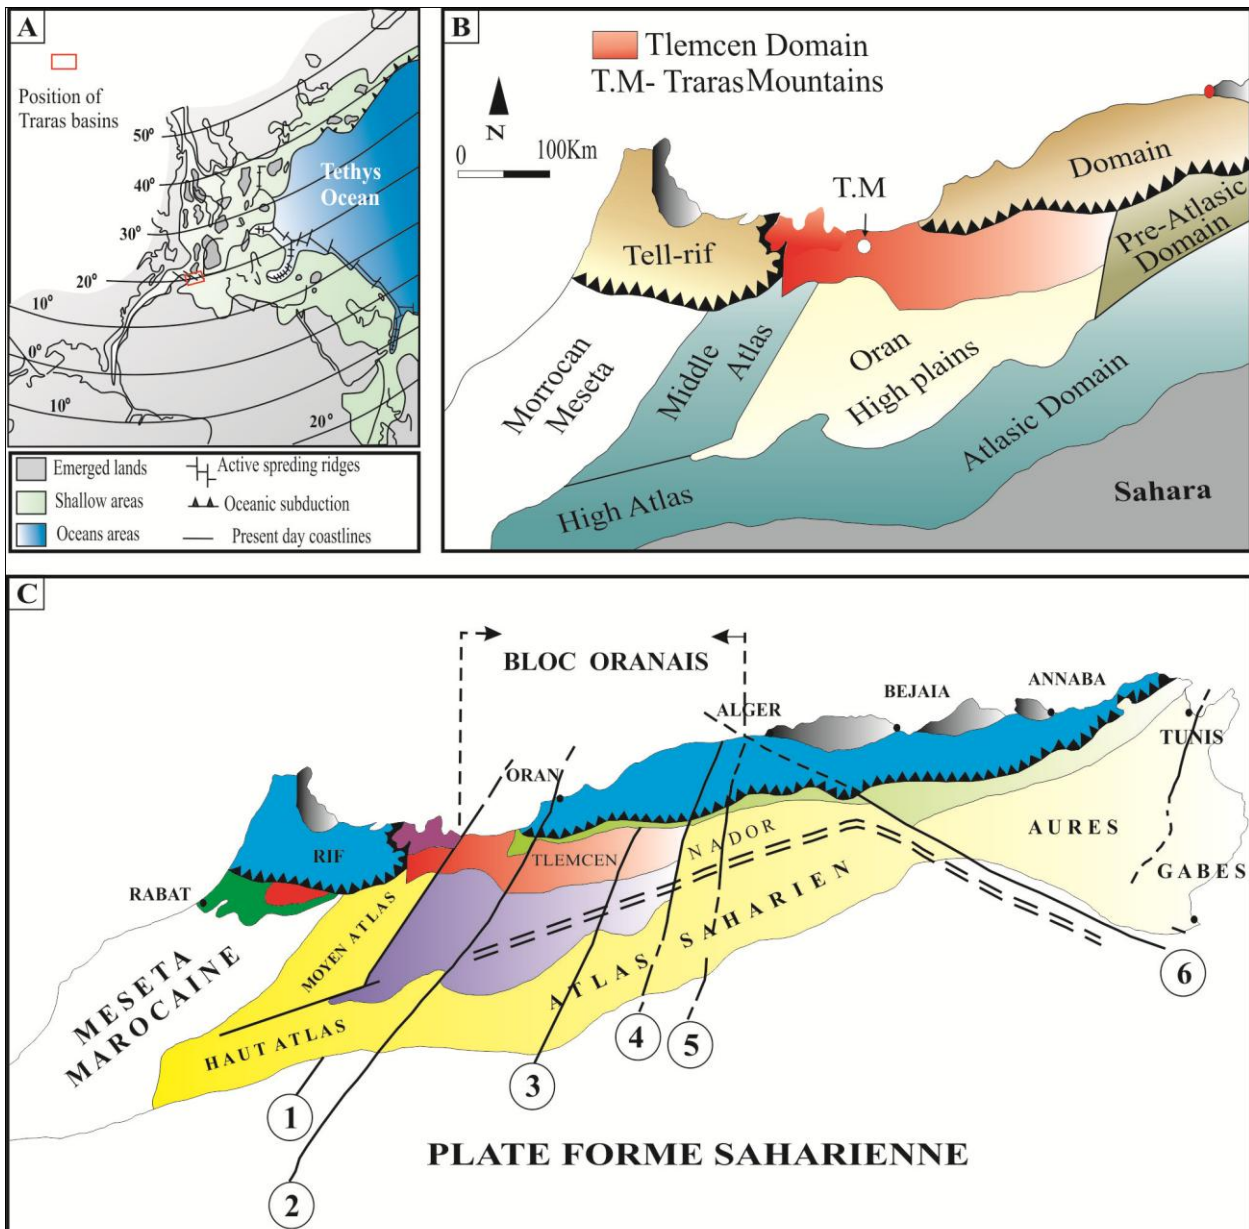 A
Position of
Traras basins
50°
40°
30°
20°
10°
0°
10°
20°
Tethys
Ocean
Emerged lands
Shallow areas
Oceans areas
Active spreding ridges
Oceanic subduction
Present day coastlines
B
Tlemcen Domain
T.M- Traras Mountains
N
0
100Km
T.M
Tell-rif
Domain
Pre-Atlasic
Domain
Morrocan
Meseta
Middle
Atlas
Oran
High plains
Atlasic Domain
High Atlas
Sahara
C
BLOC ORANAIS
ALGER
BEJAIA
ANNABA
TUNIS
ORAN
RIF
TLEMCEN
NADOR
AURES
GABES
RABAT
MOYEN ATLAS
MESETA
MAROCAINE
ATLAS SAHARIEN
HAUT ATLAS
1
2
3
4
5
6
PLATE FORME SAHARIENNE